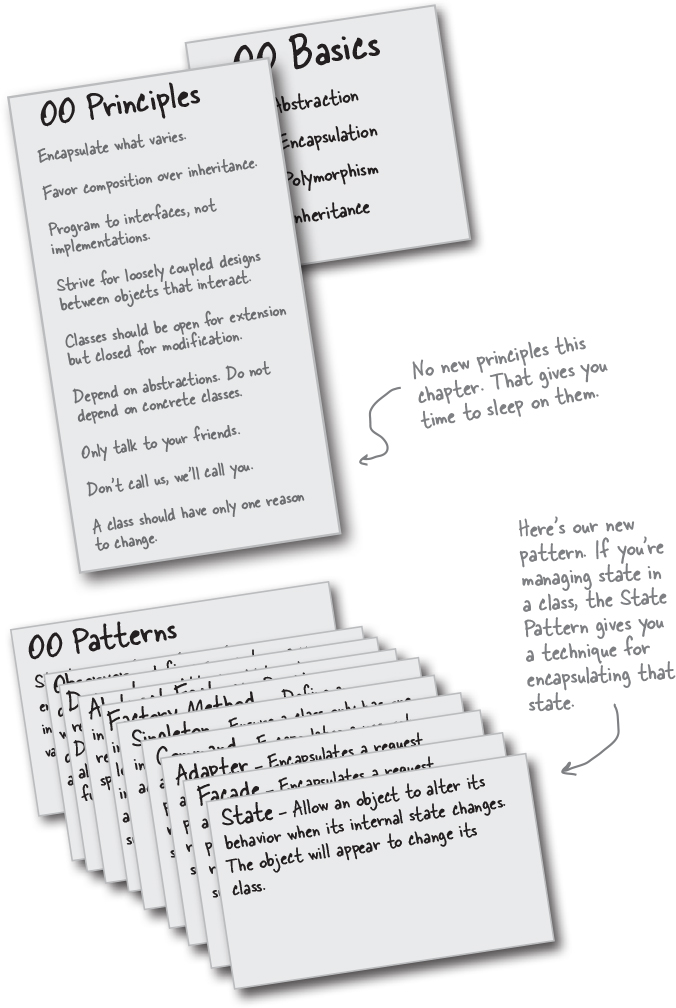 OO Basics
Abstraction
Encapsulation
Polymorphism
Inheritance
OO Principles
Encapsulate what varies.
Favor composition over inheritance.
Program to interfaces, not
implementations.
Strive for loosely coupled designs
between objects that interact.
Classes should be open for extension
but closed for modification.
Depend on abstractions. Do not
depend on concrete classes.
Only talk to your friends.
Don't call us, we'll call you.
A class should have only one reason
to change.
No new principles this
chapter. That gives you
time to sleep on them.
Here's our new
pattern. If you're
managing state in
a class, the State
Pattern gives you
a technique for
encapsulating that
state.
OO Patterns
Factory Method
Singleton - Ensure a class only has one
Command
Adapter - Encapsulates a request
Facade - Encapsulates a request
State - Allow an object to alter its
behavior when its internal state changes.
The object will appear to change its
class.